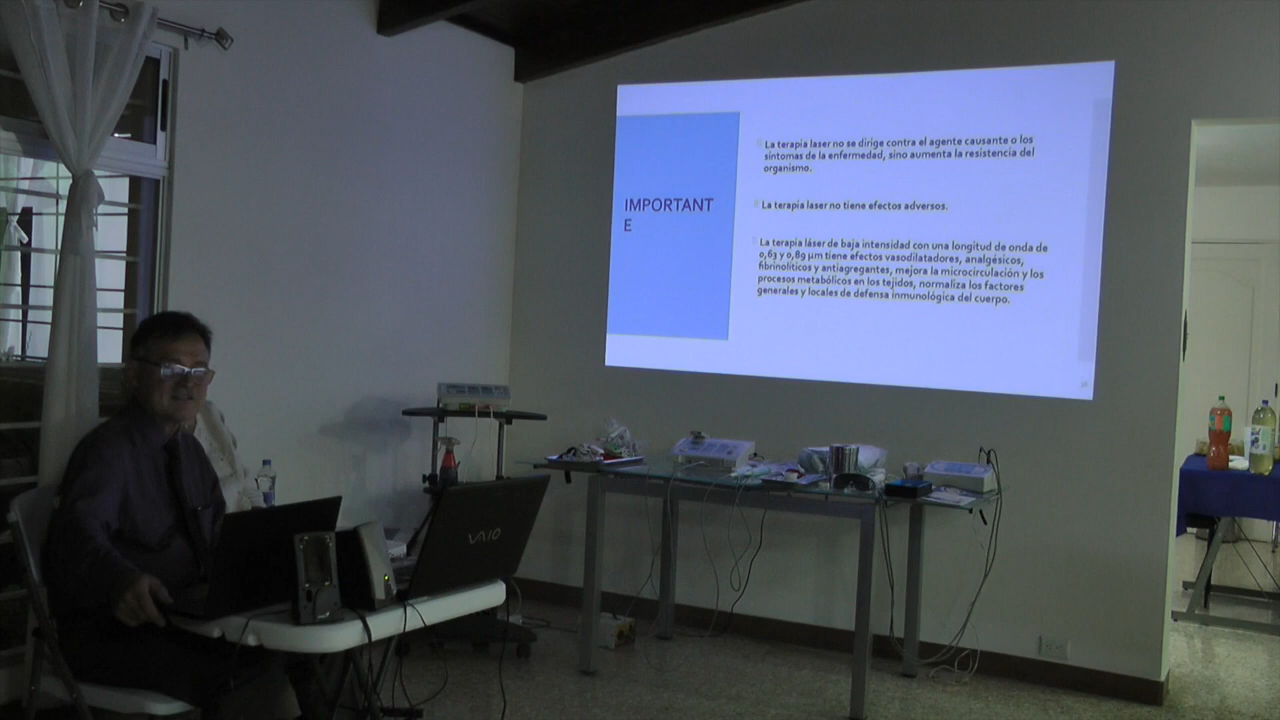 IMPORTANT
E
La terapia laser no se dirige contra el agente causante o los
síntomas de la enfermedad, sino aumenta la resistencia del
organismo.
La terapia laser no tiene efectos adversos.
La terapia láser de baja intensidad con una longitud de onda de
0,63 y 0,89 µm tiene efectos vasodilatadores, analgésicos,
fibrinolíticos y antiagregantes, mejora la microcirculación y los
procesos metabólicos en los tejidos, normaliza los factores
generales y locales de defensa inmunológica del cuerpo.
VAIO